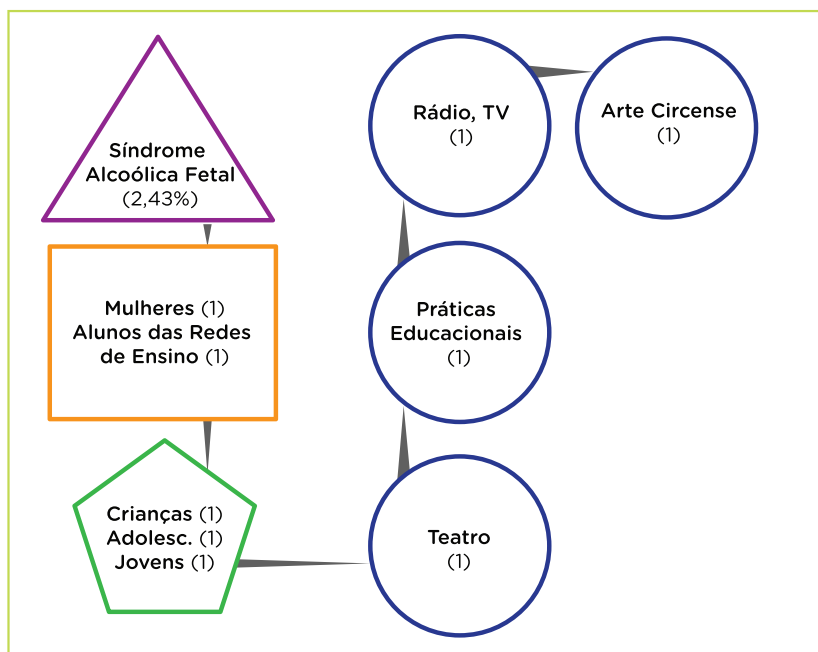 Síndrome
Alcoólica Fetal
(2,43%)
Mulheres (1)
Alunos das Redes
de Ensino (1)
Crianças (1)
Adolesc. (1)
Jovens (1)
Teatro
(1)
Práticas
Educacionais
(1)
Rádio, TV
(1)
Arte Circense
(1)